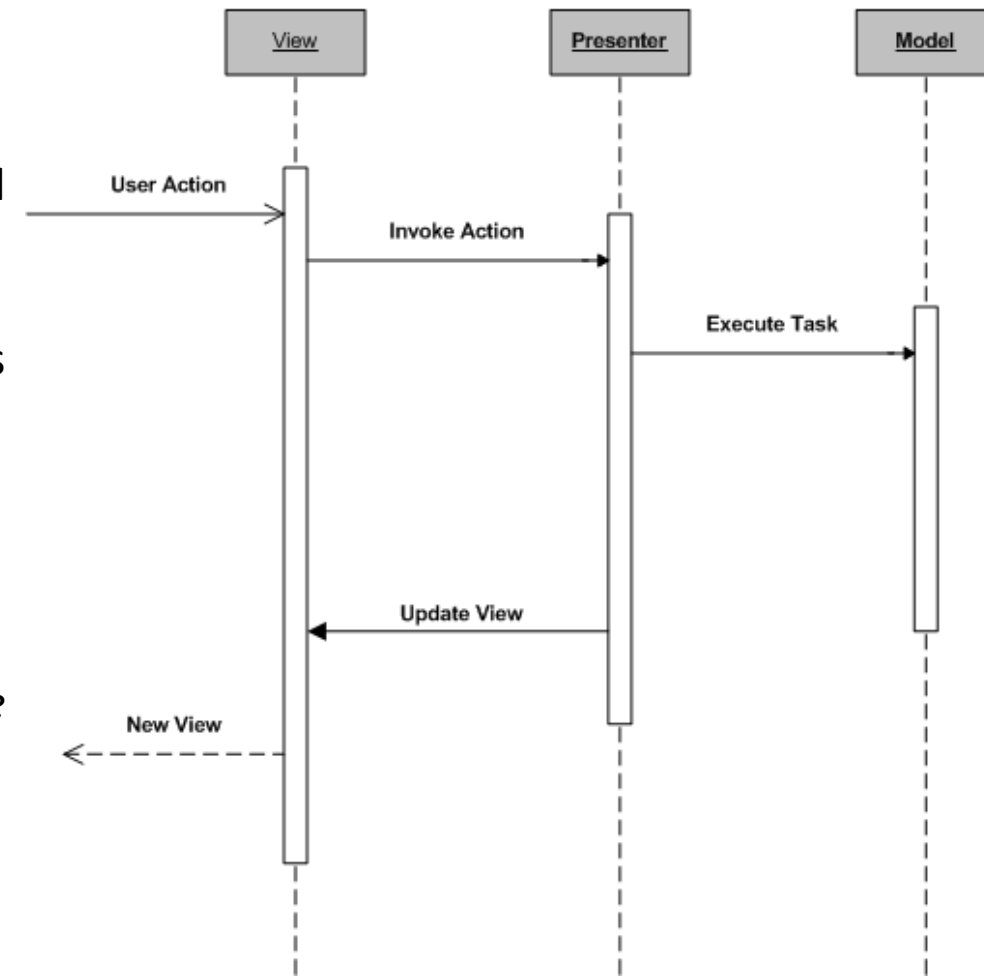 View
Presenter
Model
User Action
Invoke Action
Execute Task
Update View
New View